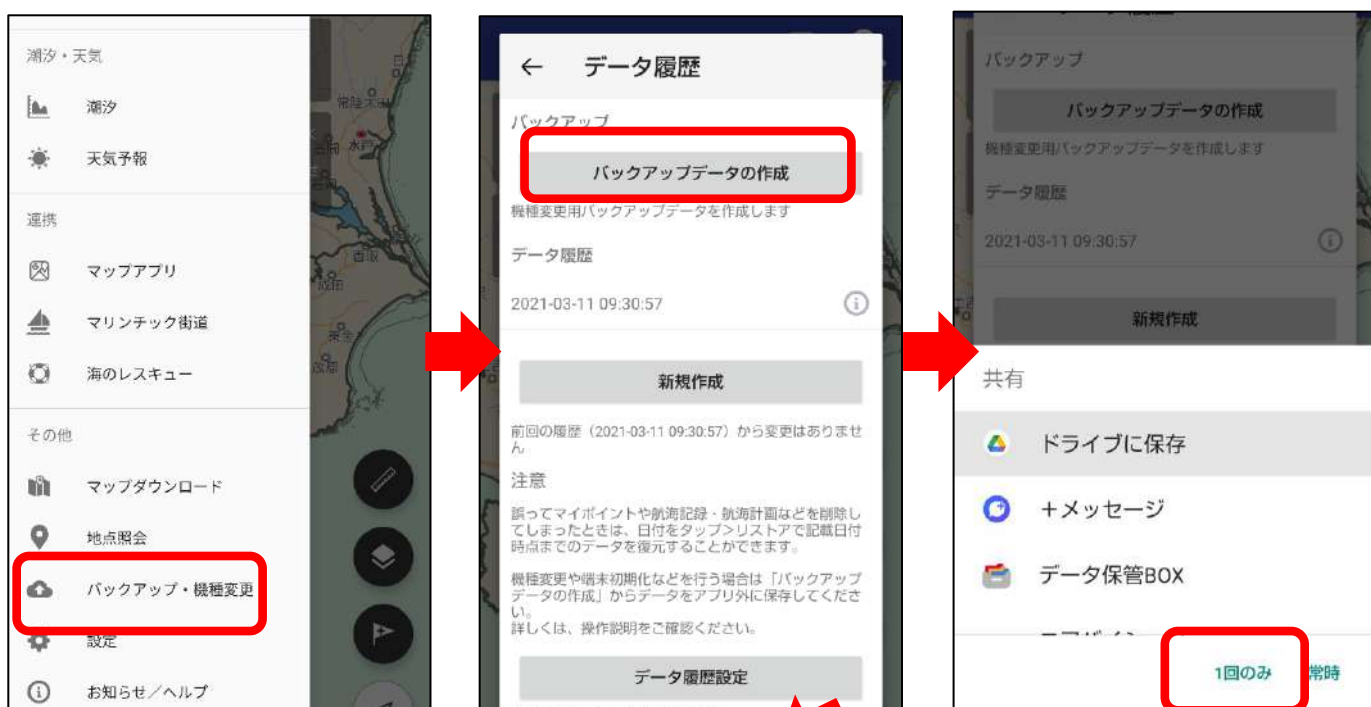 潮汐・天気
潮汐
天気予報
連携
マップアプリ
マリンチック街道
海のレスキュー
その他
マップダウンロード
地点照会
バックアップ・機種変更
設定
お知らせ/ヘルプ
常陸太田
水戸
香取
成田
データ履歴
バックアップ
バックアップデータの作成
機種変更用バックアップデータを作成します
データ履歴
2021-03-11 09:30:57
新規作成
前回の履歴(2021-03-11 09:30:57)から変更はありませ
ん
注意
誤ってマイポイントや航海記録・航海計画などを削除し
てしまったときは、日付をタップ>リストアで記載日付
時点までのデータを復元することができます。
機種変更や端末初期化などを行う場合は「バックアップ
データの作成」からデータをアプリ外に保存してくださ
い。
詳しくは、操作説明をご確認ください。
データ履歴設定
バックアップ
バックアップデータの作成
機種変更用バックアップデータを作成します
データ履歴
2021-03-11 09:30:57
新規作成
共有
ドライブに保存
+メッセージ
データ保管BOX
1回のみ
常時